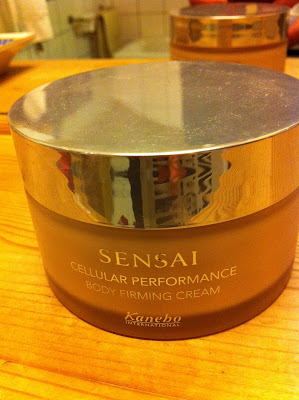 SENSAI
CELLULAR PERFORMANCE
BODY FIRMING CREAM
Kanebo
INTERNATIONAL